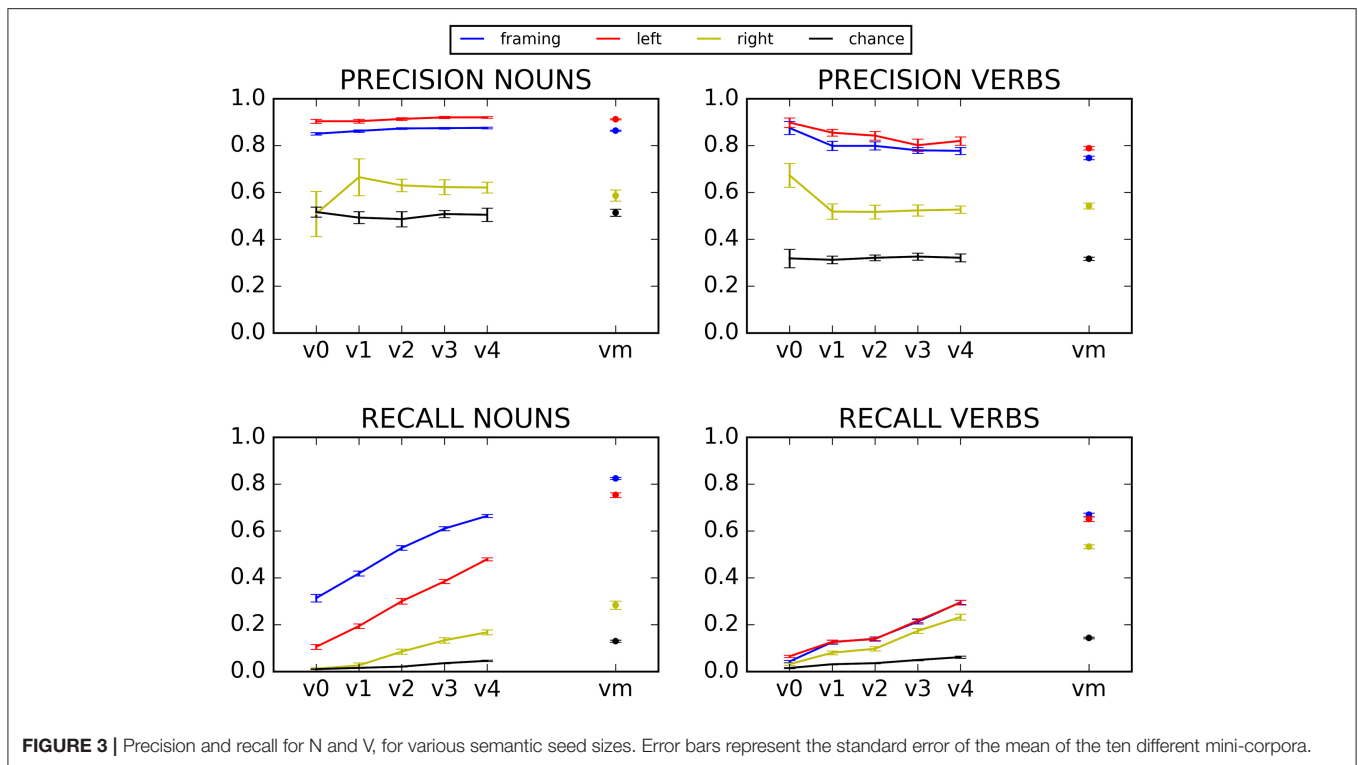 framing left right chance
PRECISION NOUNS
1.0
0.8
0.6
0.4
0.2
0.0
v0 v1 v2 v3 v4 vm
PRECISION VERBS
1.0
0.8
0.6
0.4
0.2
0.0
v0 v1 v2 v3 v4 vm
RECALL NOUNS
1.0
0.8
0.6
0.4
0.2
0.0
v0 v1 v2 v3 v4 vm
RECALL VERBS
1.0
0.8
0.6
0.4
0.2
0.0
v0 v1 v2 v3 v4 vm
FIGURE 3 | Precision and recall for N and V, for various semantic seed sizes. Error bars represent the standard error of the mean of the ten different mini-corpora.